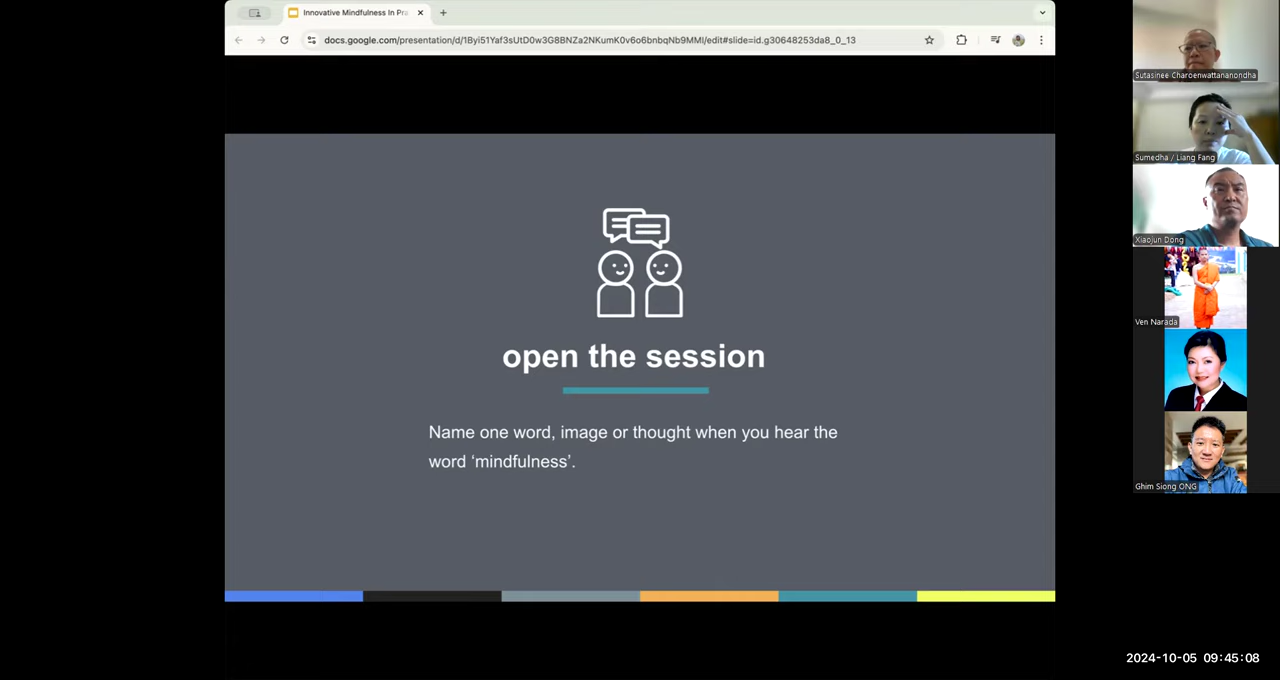 Innovative Mindfulness In Pra
docs.google.com/presentation/d/1Byi51Yaf3sUtD0w3G8BNZa2NKumK0v6o6bnbqNb9MMI/edit#slide=id.g30648253da8_0_13
open the session
Name one word, image or thought when you hear the
word ‘mindfulness’.
Sutasinee Charoenwattananondha
Sumedha / Liang Fang
Xiaojun Dong
Ven Narada
Ghim Siong ONG
2024-10-05 09:45:08